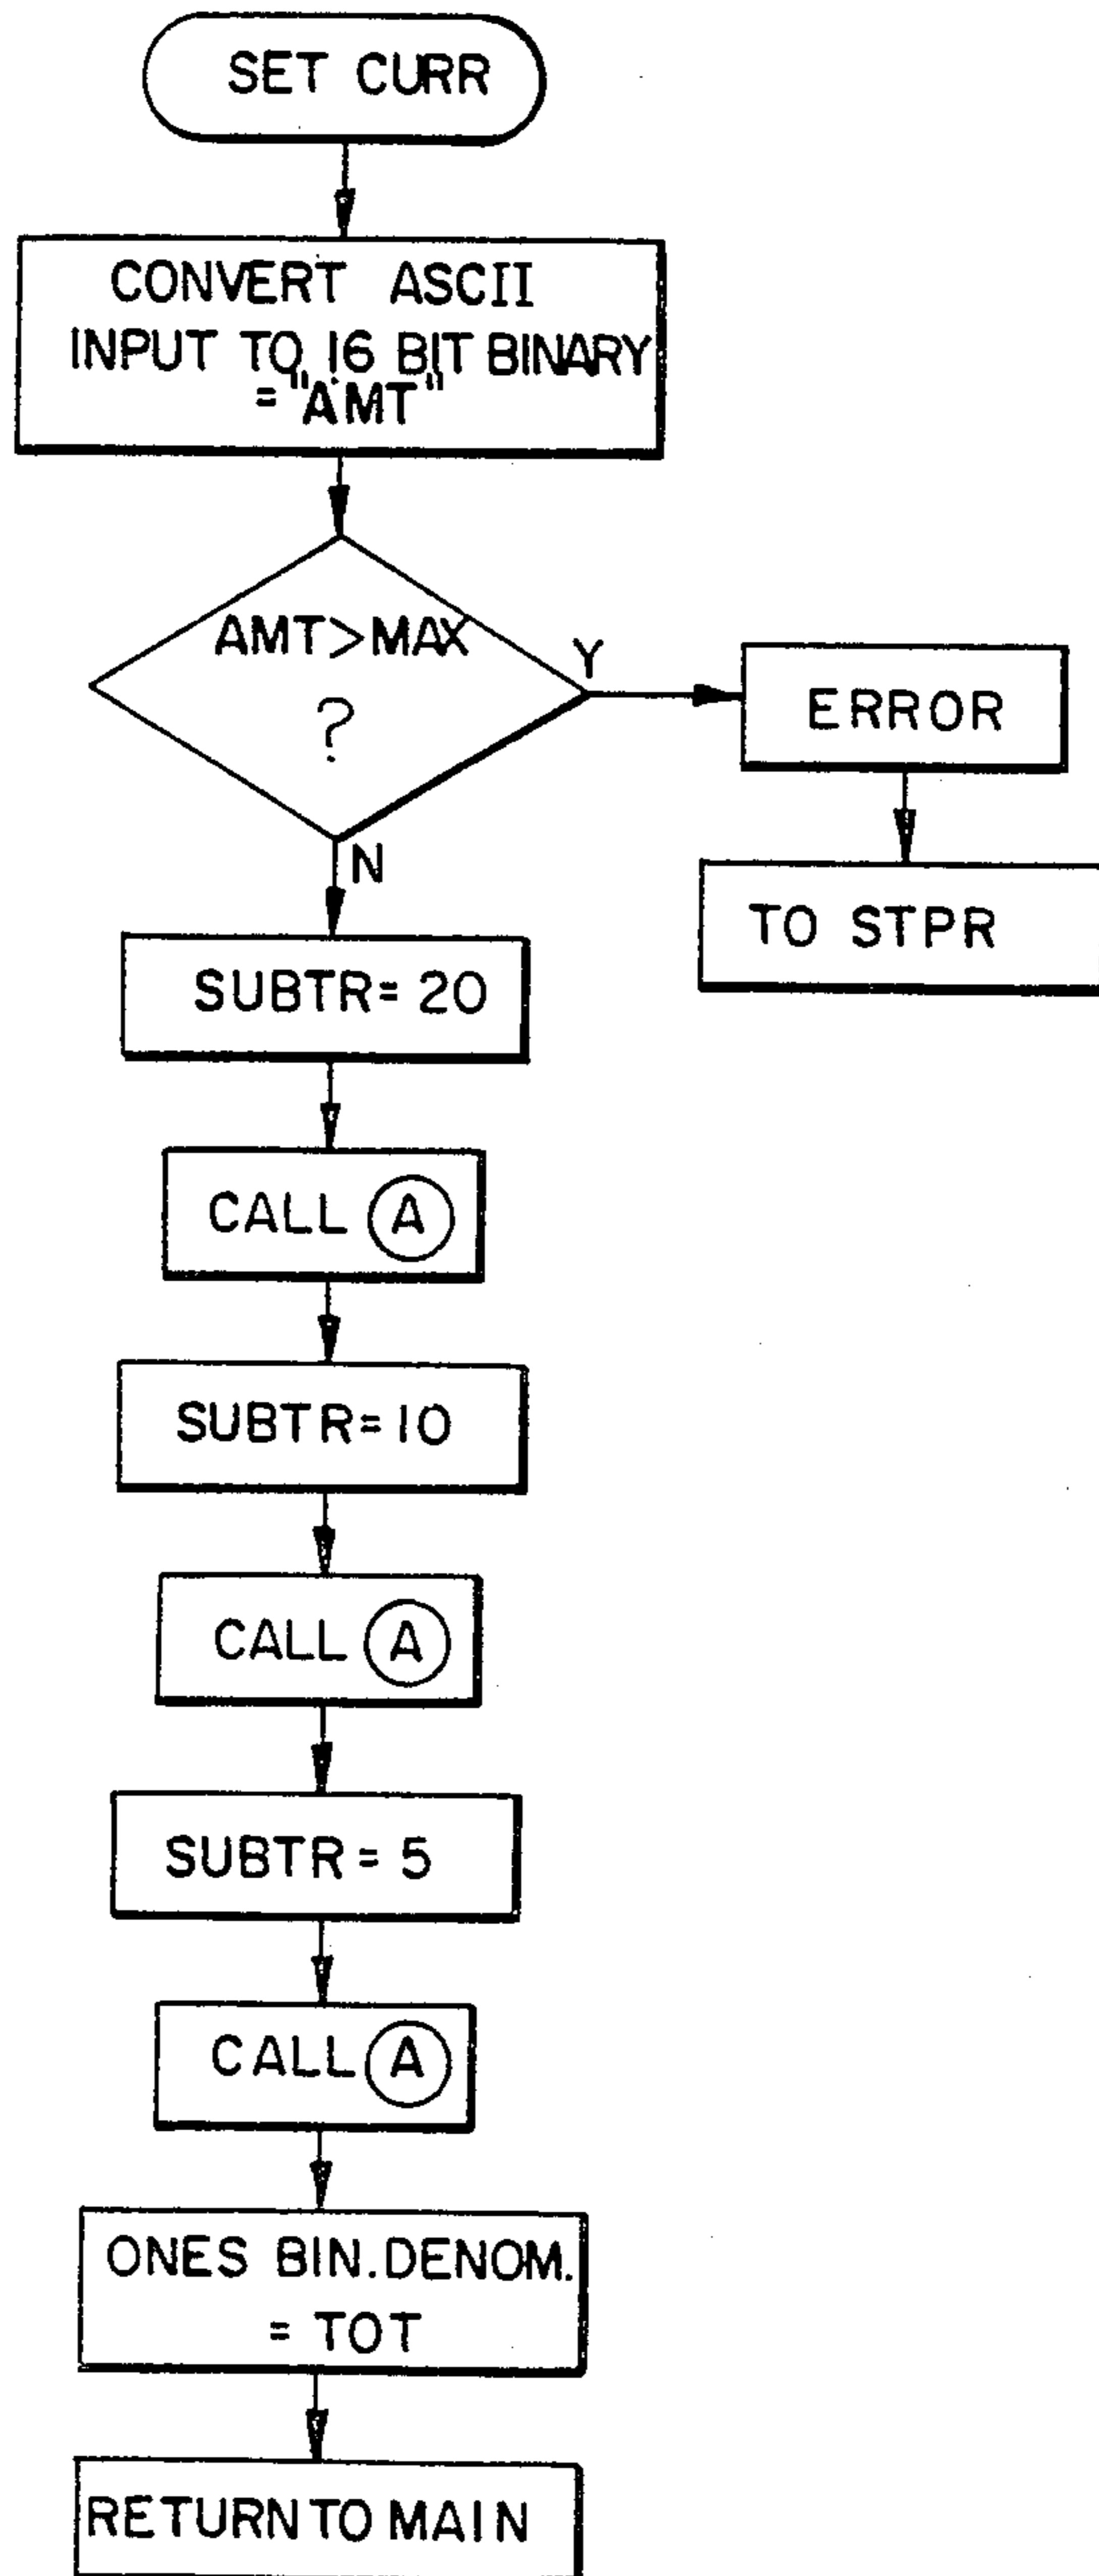 SET CURR
CONVERT ASCII
INPUT TO 16 BIT BINARY
="AMT"
AMT>MAX
?
Y
ERROR
TO STPR
N
SUBTR= 20
CALL A
SUBTR=10
CALL A
SUBTR= 5
CALL A
ONES BIN.DENOM.
= TOT
RETURN TO MAIN